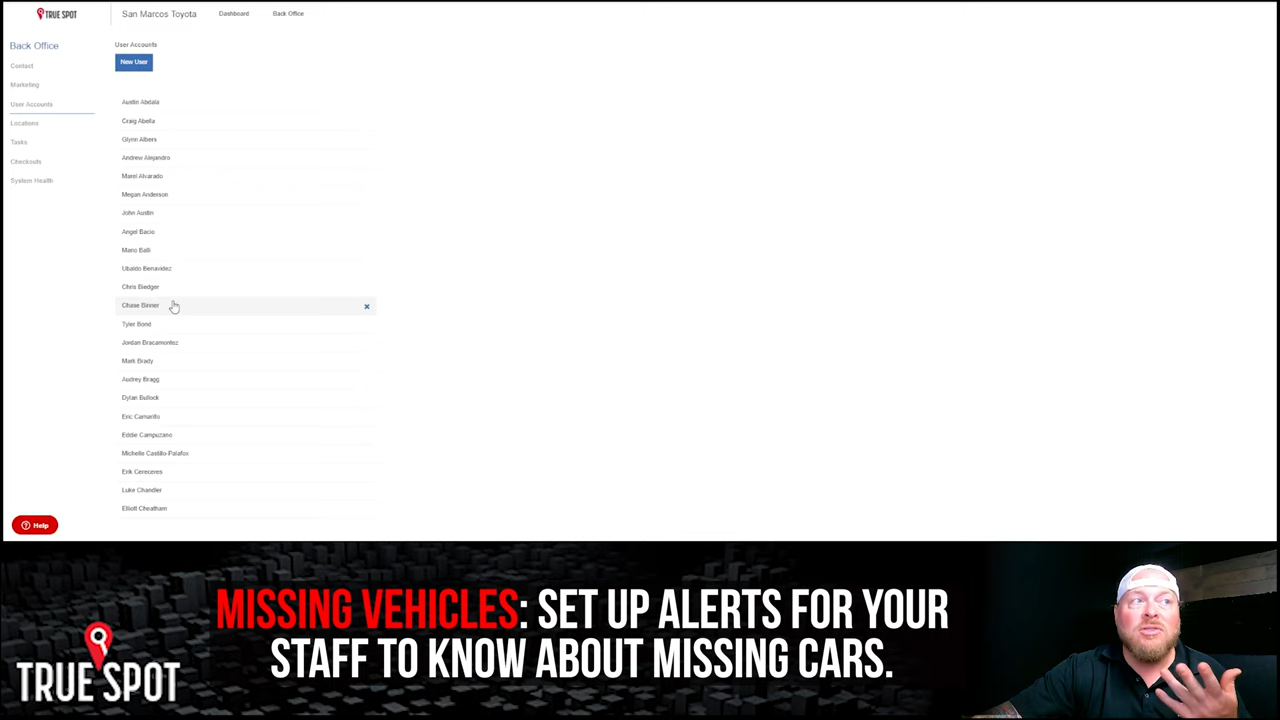 TRUE SPOT
San Marcos Toyota
Dashboard
Back Office
Back Office
Contact
Marketing
User Accounts
Locations
Tasks
Checkouts
System Health
User Accounts
New User
Austin Abdala
Craig Abella
Glynn Albers
Andrew Alejandro
Marel Alvarado
Megan Anderson
John Austin
Angel Bacio
Mario Balli
Ubaldo Benavidez
Chris Biedger
Chase Binner
Tyler Bond
Jordan Bracamontez
Mark Brady
Audrey Bragg
Dylan Bullock
Eric Camarillo
Eddie Campuzano
Michelle Castillo-Palafox
Erik Cereceres
Luke Chandler
Elliott Cheatham
Help
MISSING VEHICLES: SET UP ALERTS FOR YOUR
STAFF TO KNOW ABOUT MISSING CARS.
TRUE SPOT